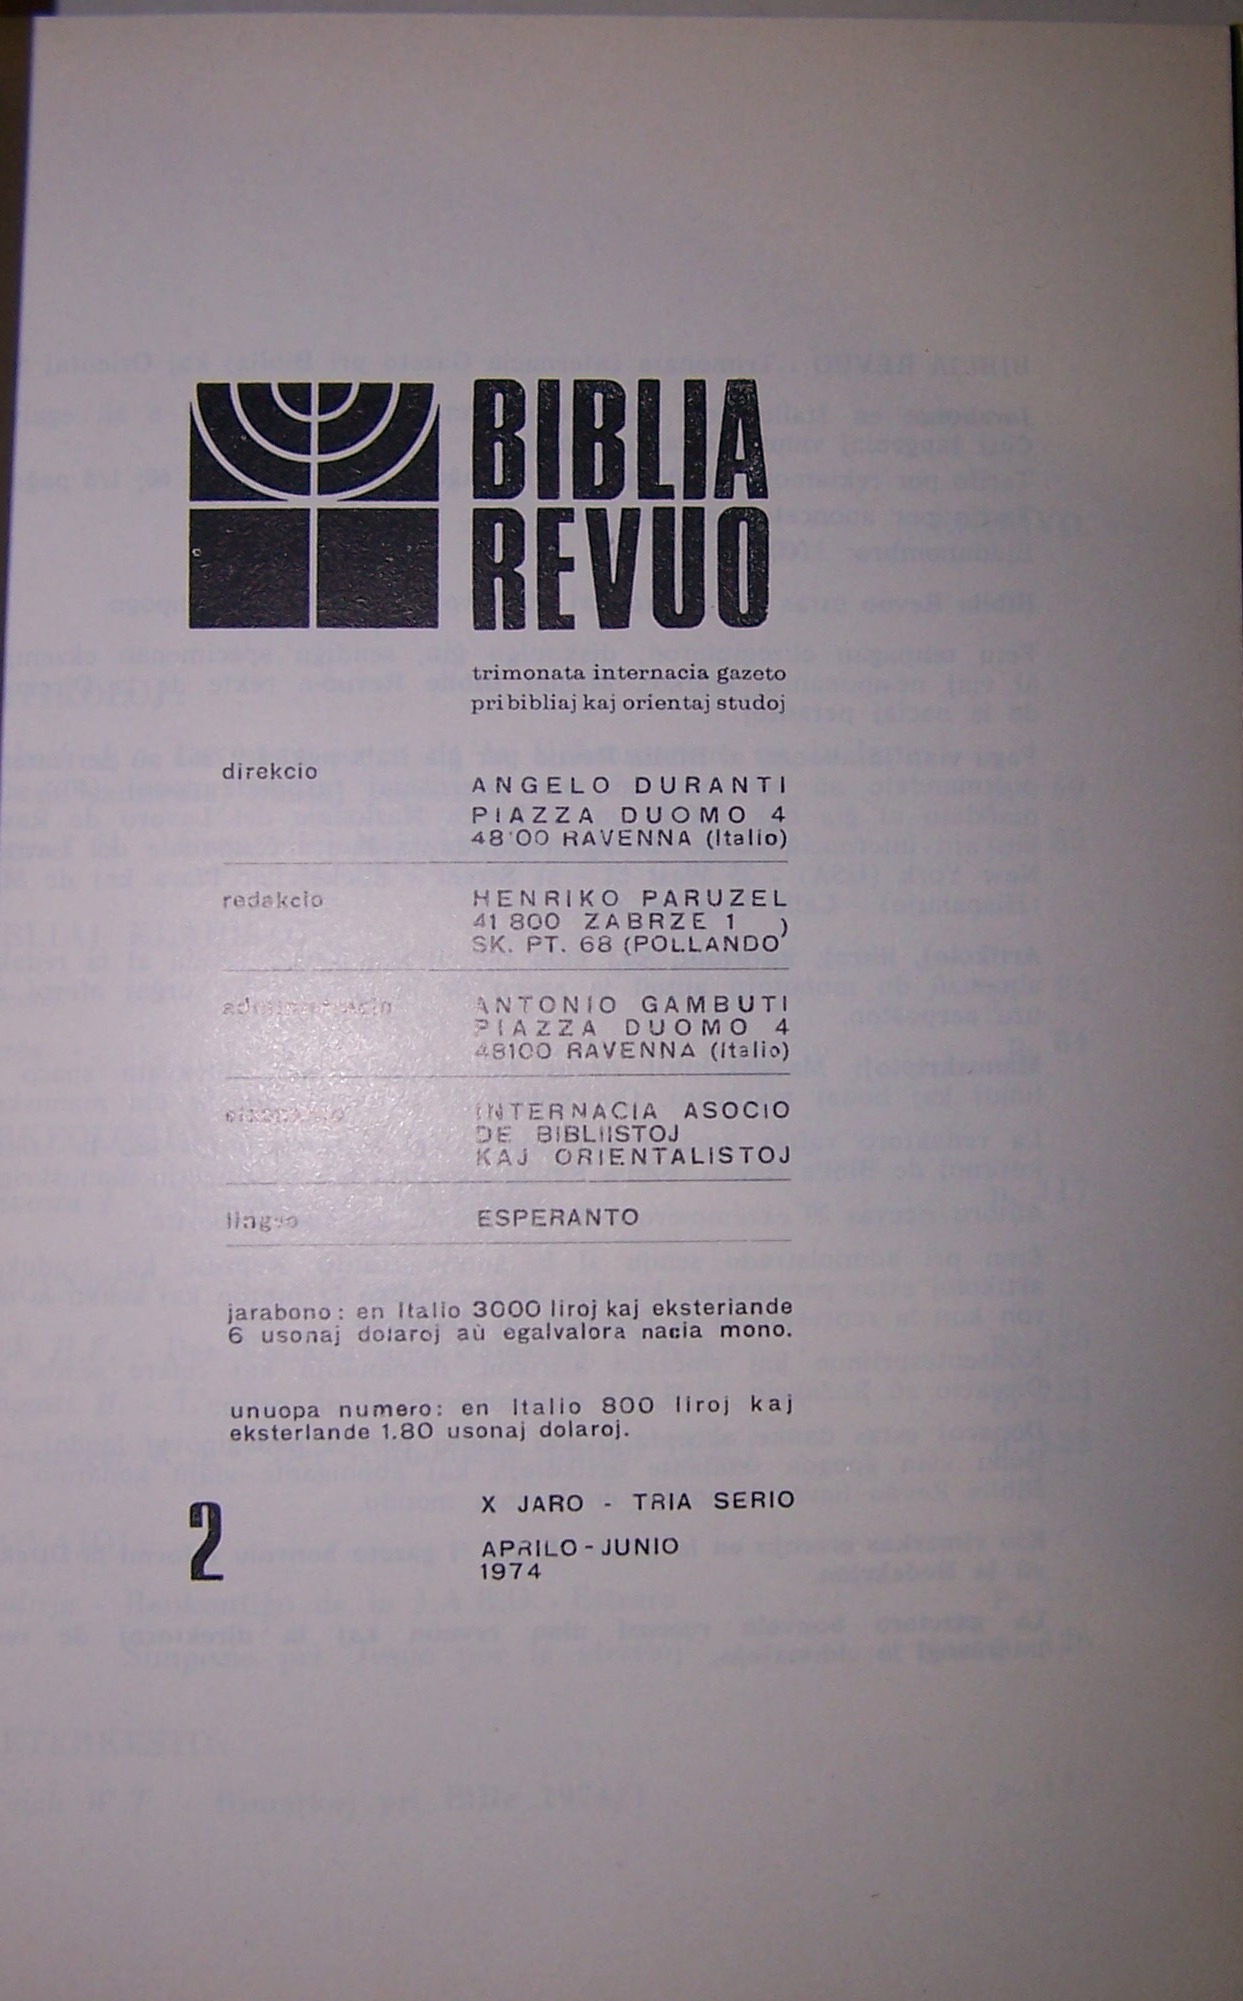 BIBLIA
REVUO
trimonata internacia gazeto
pri bibliaj kaj orientaj studoj
direkcio
ANGELO DURANTI
PIAZZA DUOMO 4
48100 RAVENNA (Italio)
redakcio
HENRIKO PARUZEL
41 800 ZABRZE 1
SK. PT. 68 (POLLANDO)
administracio
ANTONIO GAMBUTI
PIAZZA DUOMO 4
48100 RAVENNA (Italio)
eldonanto
INTERNACIA ASOCIO
DE BIBLIISTOJ
KAJ ORIENTALISTOJ
lingvo
ESPERANTO
jarabono: en Italio 3000 liroj kaj eksterlande
6 usonaj dolaroj aŭ egalvalora nacia mono.
unuopa numero: en Italio 800 liroj kaj
eksterlande 1.80 usonaj dolaroj.
2
X JARO - TRIA SERIO
APRILO - JUNIO
1974